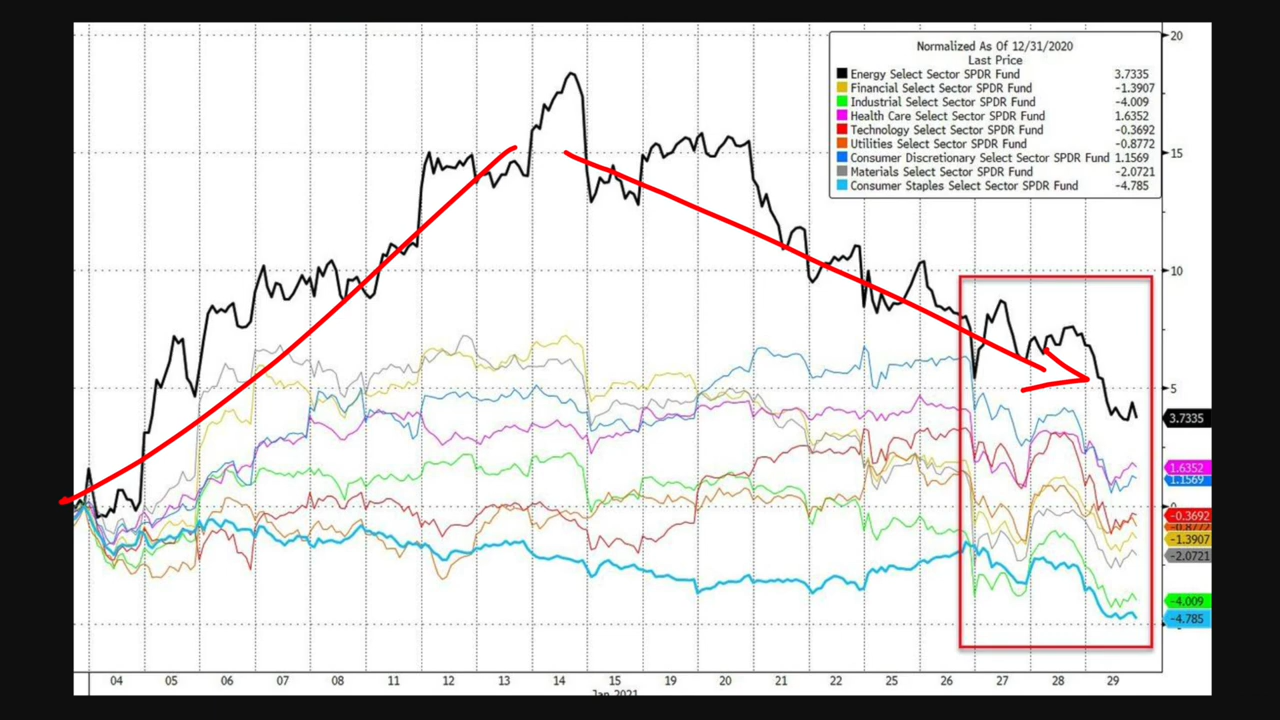 Normalized As Of 12/31/2020
Last Price
Energy Select Sector SPDR Fund 3.7335
Financial Select Sector SPDR Fund -1.3907
Industrial Select Sector SPDR Fund -4.009
Health Care Select Sector SPDR Fund 1.6352
Technology Select Sector SPDR Fund -0.3692
Utilities Select Sector SPDR Fund -0.8772
Consumer Discretionary Select Sector SPDR Fund 1.1569
Materials Select Sector SPDR Fund -2.0721
Consumer Staples Select Sector SPDR Fund -4.785
20
15
10
5
3.7335
1.6352
1.1569
0
-0.3692
-0.8772
-1.3907
-2.0721
-4.009
-4.785
04 05 06 07 08 11 12 13 14 15 19 20 21 22 25 26 27 28 29
Jan 2021